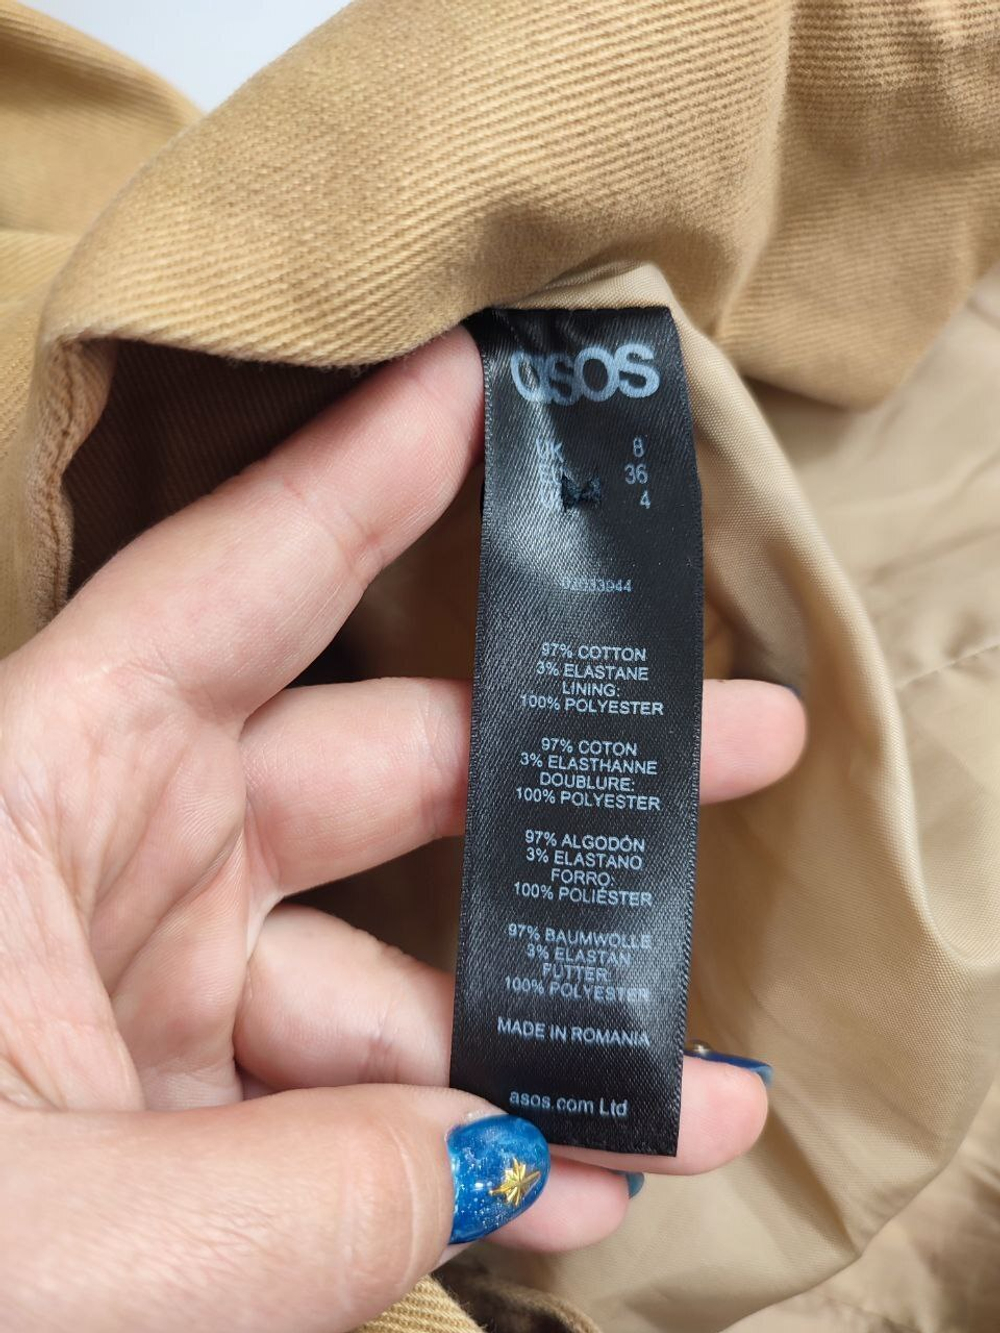 asos
UK 8
36
4
97% COTTON
3% ELASTANE
LINING:
100% POLYESTER
97% COTON
3% ELASTHANNE
DOUBLURE:
100% POLYESTER
97% ALGODÓN
3% ELASTANO
FORRO:
100% POLIÉSTER
97% BAUMWOLLE
3% ELASTAN
FUTTER:
100% POLYESTER
MADE IN ROMANIA
asos.com Ltd